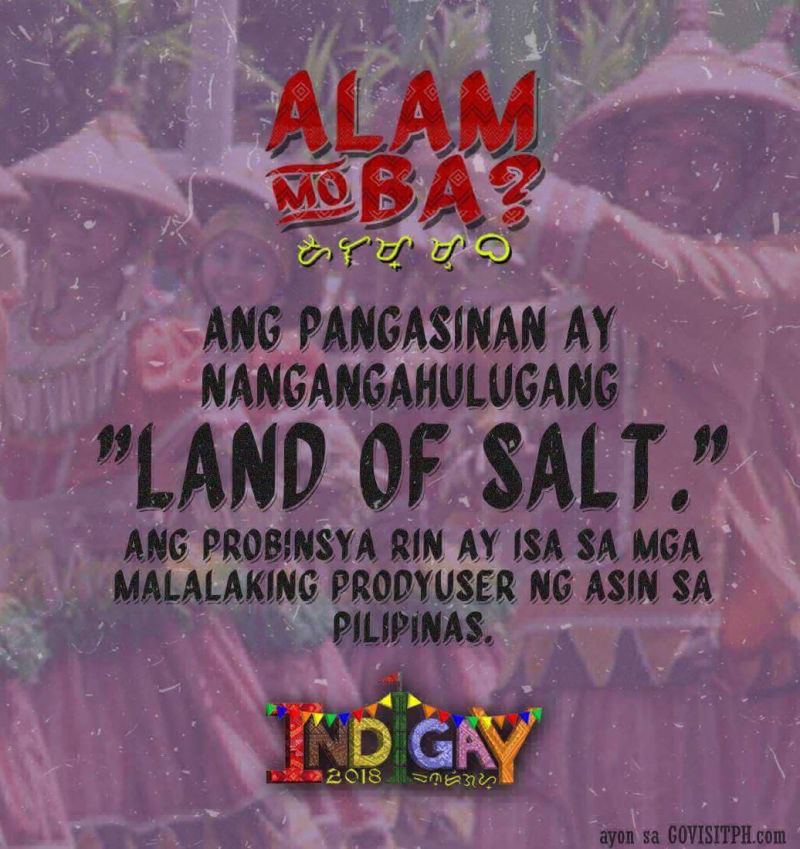 ALAM
MO BA?
ᜀᜎᜋ᜔ ᜋᜓ ᜊ
ANG PANGASINAN AY
NANGANGAHULUGANG
"LAND OF SALT."
ANG PROBINSYA RIN AY ISA SA MGA
MALALAKING PRODYUSER NG ASIN SA
PILIPINAS.
INDIGAY
2018
ayon sa GOVISITPH.com